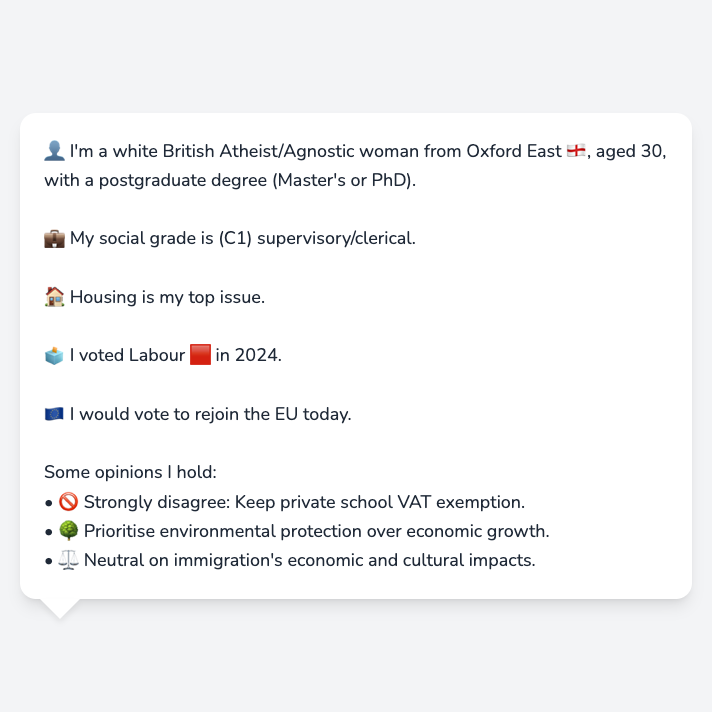 👤 I'm a white British Atheist/Agnostic woman from Oxford East 🏴󠁧󠁢󠁥󠁮󠁧󠁿, aged 30,
with a postgraduate degree (Master's or PhD).
💼 My social grade is (C1) supervisory/clerical.
🏠 Housing is my top issue.
🗳️ I voted Labour 🟥 in 2024.
🇪🇺 I would vote to rejoin the EU today.
Some opinions I hold:
• 🚫 Strongly disagree: Keep private school VAT exemption.
• 🌳 Prioritise environmental protection over economic growth.
• ⚖️ Neutral on immigration's economic and cultural impacts.